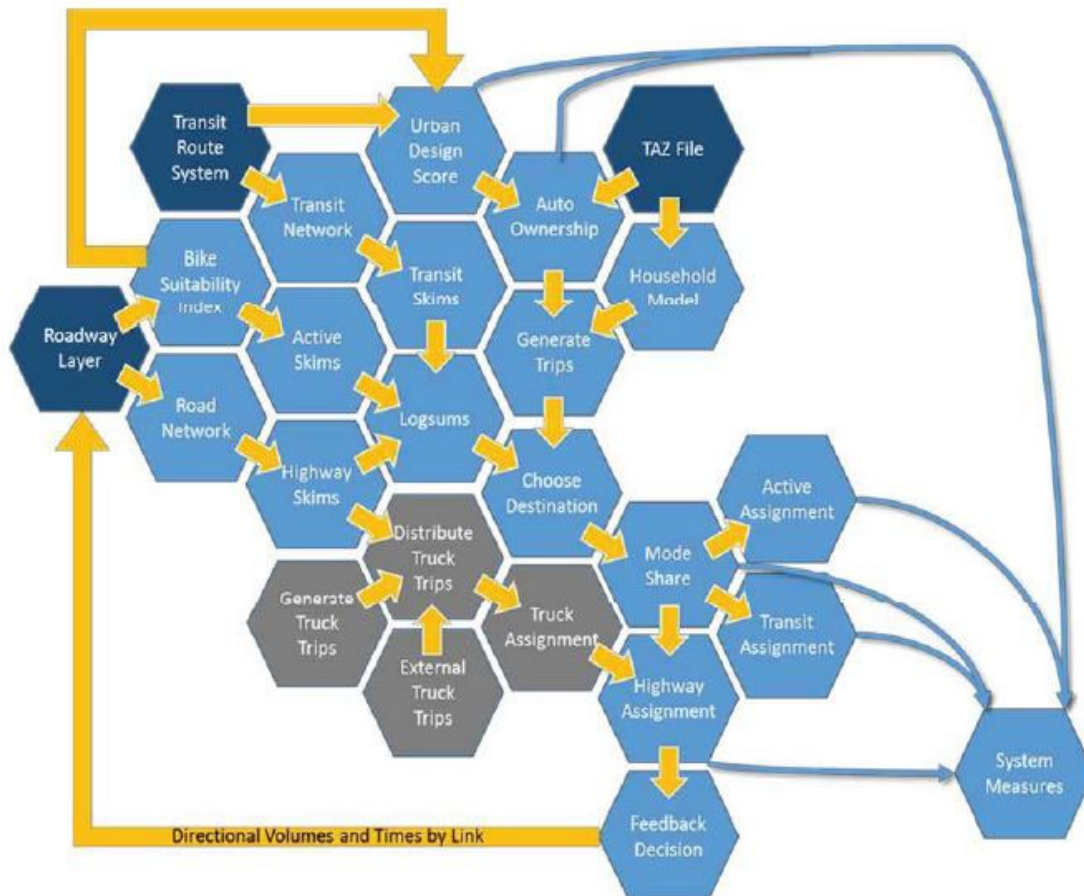 Transit
Route
System
Urban
Design
Score
TAZ File
Transit
Network
Auto
Ownership
Bike
Suitability
Index
Transit
Skims
Household
Model
Roadway
Layer
Active
Skims
Generate
Trips
Road
Network
Logsums
Highway
Skims
Choose
Destination
Active
Assignment
Distribute
Truck
Trips
Mode
Share
Generate
Truck
Trips
Truck
Assignment
Transit
Assignment
External
Truck
Trips
Highway
Assignment
System
Measures
Directional Volumes and Times by Link
Feedback
Decision